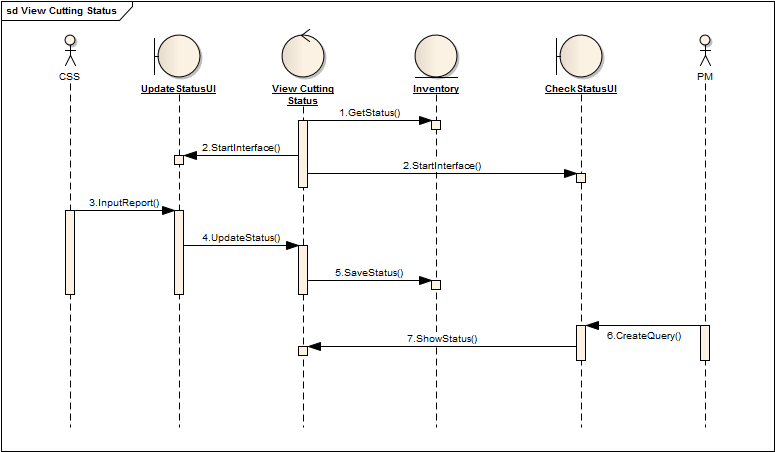 sd View Cutting Status
CSS
UpdateStatusUI
View Cutting
Status
Inventory
CheckStatusUI
PM
1.GetStatus()
2.StartInterface()
2.StartInterface()
3.InputReport()
4.UpdateStatus()
5.SaveStatus()
6.CreateQuery()
7.ShowStatus()